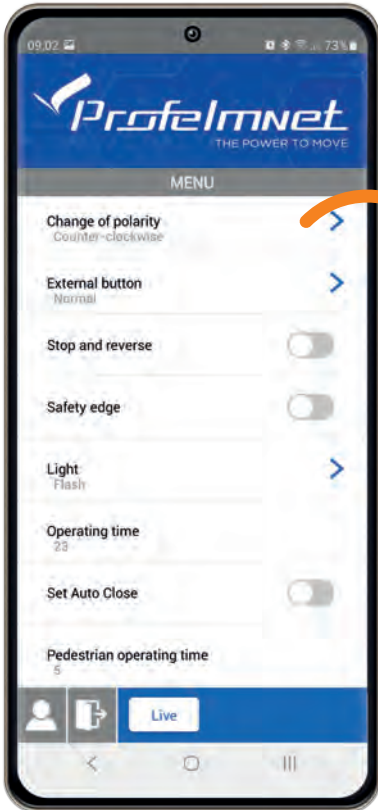 09:02 73%
Profelmnet
THE POWER TO MOVE
MENU
Change of polarity
Counter-clockwise
External button
Normal
Stop and reverse
Safety edge
Light
Flash
Operating time
23
Set Auto Close
Pedestrian operating time
5
Live